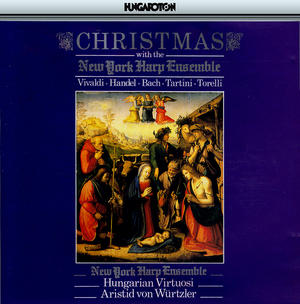 HUNGAROTON
CHRISTMAS
with the
New York Harp Ensemble
Vivaldi · Handel · Bach · Tartini · Torelli
New York Harp Ensemble
Hungarian Virtuosi
Aristid von Würtzler